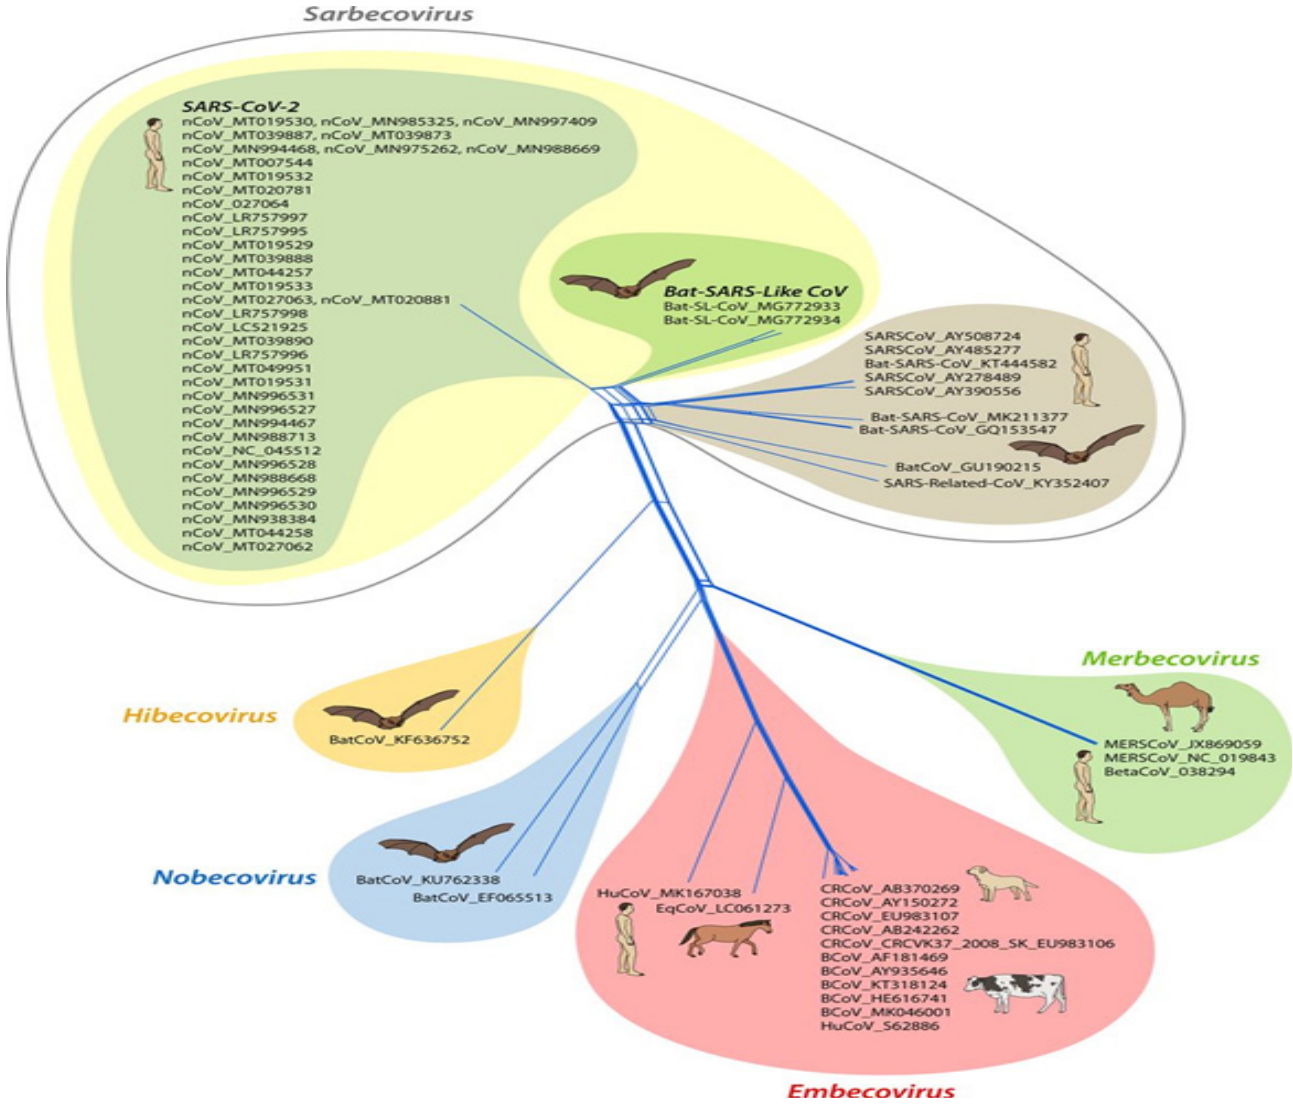 Sarbecovirus
SARS-CoV-2
nCoV_MT019530, nCoV_MN985325, nCoV_MN997409
nCoV_MT039887, nCoV_MT039873
nCoV_MN994468, nCoV_MN975262, nCoV_MN988669
nCoV_MT007544
nCoV_MT019532
nCoV_MT020781
nCoV_027064
nCoV_LR757997
nCoV_LR757995
nCoV_MT019529
nCoV_MT039888
nCoV_MT044257
nCoV_MT019533
nCoV_MT027063, nCoV_MT020881
nCoV_LR757998
nCoV_LC521925
nCoV_MT039890
nCoV_LR757996
nCoV_MT049951
nCoV_MT019531
nCoV_MN996531
nCoV_MN996527
nCoV_MN994467
nCoV_MN988713
nCoV_NC_045512
nCoV_MN996528
nCoV_MN988668
nCoV_MN996529
nCoV_MN996530
nCoV_MN938384
nCoV_MT044258
nCoV_MT027062
Bat-SARS-Like CoV
Bat-SL-CoV_MG772933
Bat-SL-CoV_MG772934
SARSCoV_AY508724
SARSCoV_AY485277
Bat-SARS-CoV_KT444582
SARSCoV_AY278489
SARSCoV_AY390556
Bat-SARS-CoV_MK211377
Bat-SARS-CoV_GQ153547
BatCoV_GU190215
SARS-Related-CoV_KY352407
Hibecovirus
BatCoV_KF636752
Merbecovirus
MERSCoV_JX869059
MERSCoV_NC_019843
BetaCoV_038294
Nobecovirus
BatCoV_KU762338
BatCoV_EF065513
HuCoV_MK167038
EqCoV_LC061273
CRCoV_AB370269
CRCoV_AY150272
CRCoV_EU983107
CRCoV_AB242262
CRCoV_CRCVK37_2008_SK_EU983106
BCoV_AF181469
BCoV_AY935646
BCoV_KT318124
BCoV_HE616741
BCoV_MK046001
HuCoV_S62886
Embecovirus